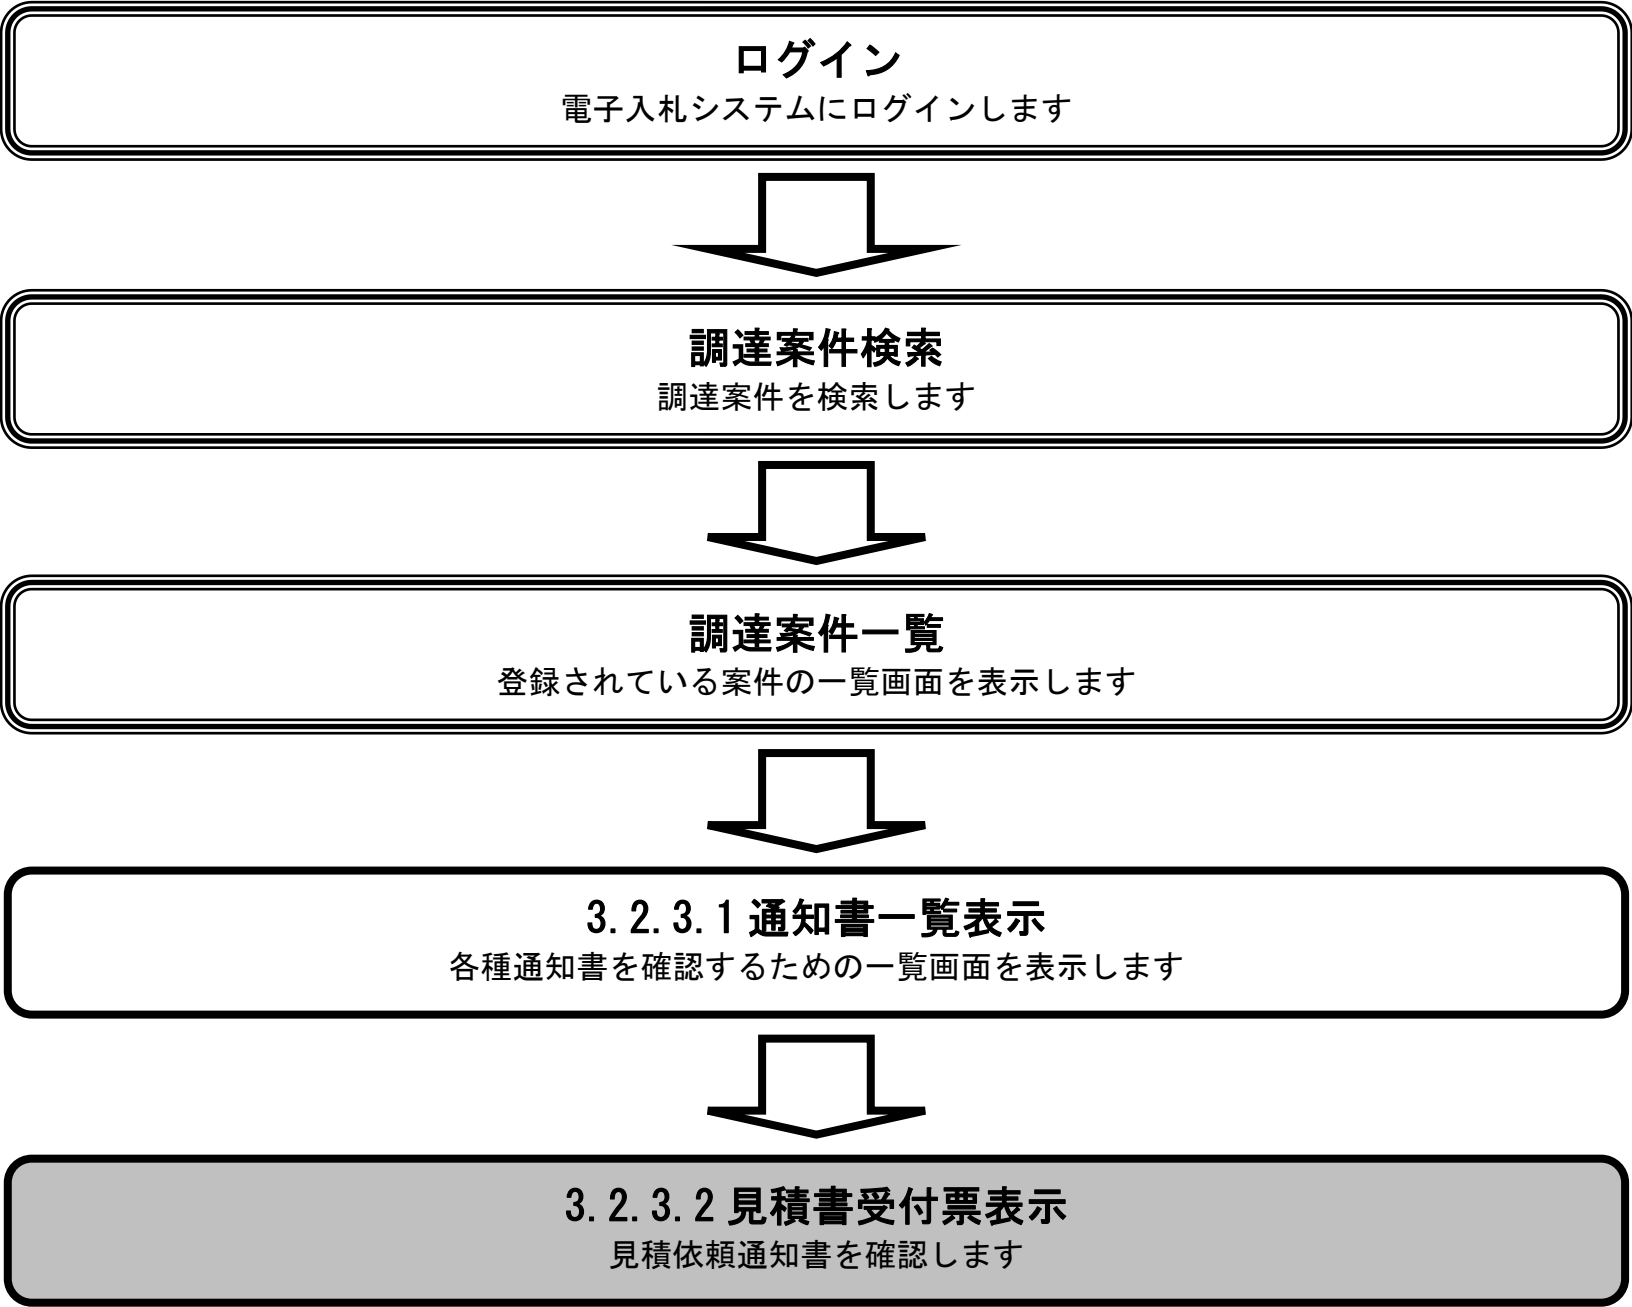 ログイン
電子入札システムにログインします
調達案件検索
調達案件を検索します
調達案件一覧
登録されている案件の一覧画面を表示します
3.2.3.1 通知書一覧表示
各種通知書を確認するための一覧画面を表示します
3.2.3.2 見積書受付票表示
見積依頼通知書を確認します